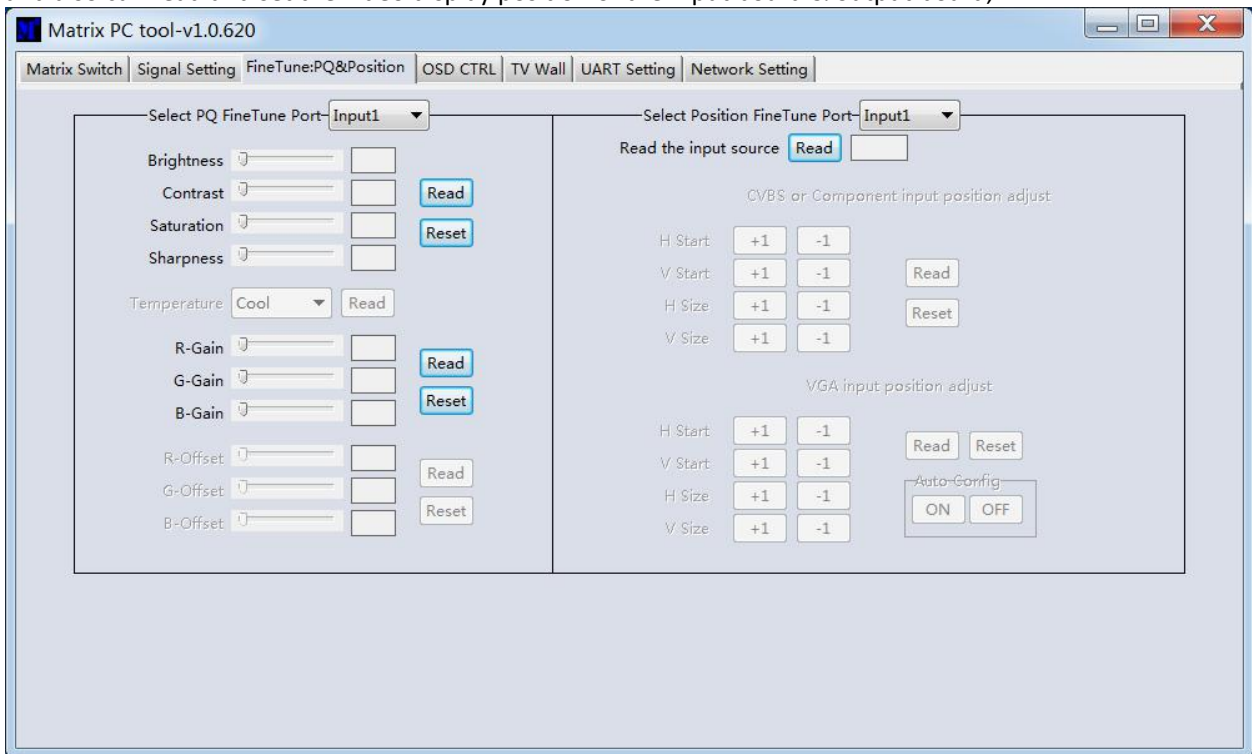 Matrix PC tool-v1.0.620
Matrix Switch Signal Setting FineTune:PQ&Position OSD CTRL TV Wall UART Setting Network Setting
Select PQ FineTune Port Input1
Brightness
Contrast Read
Saturation Reset
Sharpness
Temperature Cool Read
R-Gain Read
G-Gain
B-Gain Reset
R-Offset Read
G-Offset
B-Offset Reset
Select Position FineTune Port Input1
Read the input source Read
CVBS or Component input position adjust
H Start +1 -1
V Start +1 -1 Read
H Size +1 -1 Reset
V Size +1 -1
VGA input position adjust
H Start +1 -1 Read Reset
V Start +1 -1
Auto Config
H Size +1 -1 ON OFF
V Size +1 -1